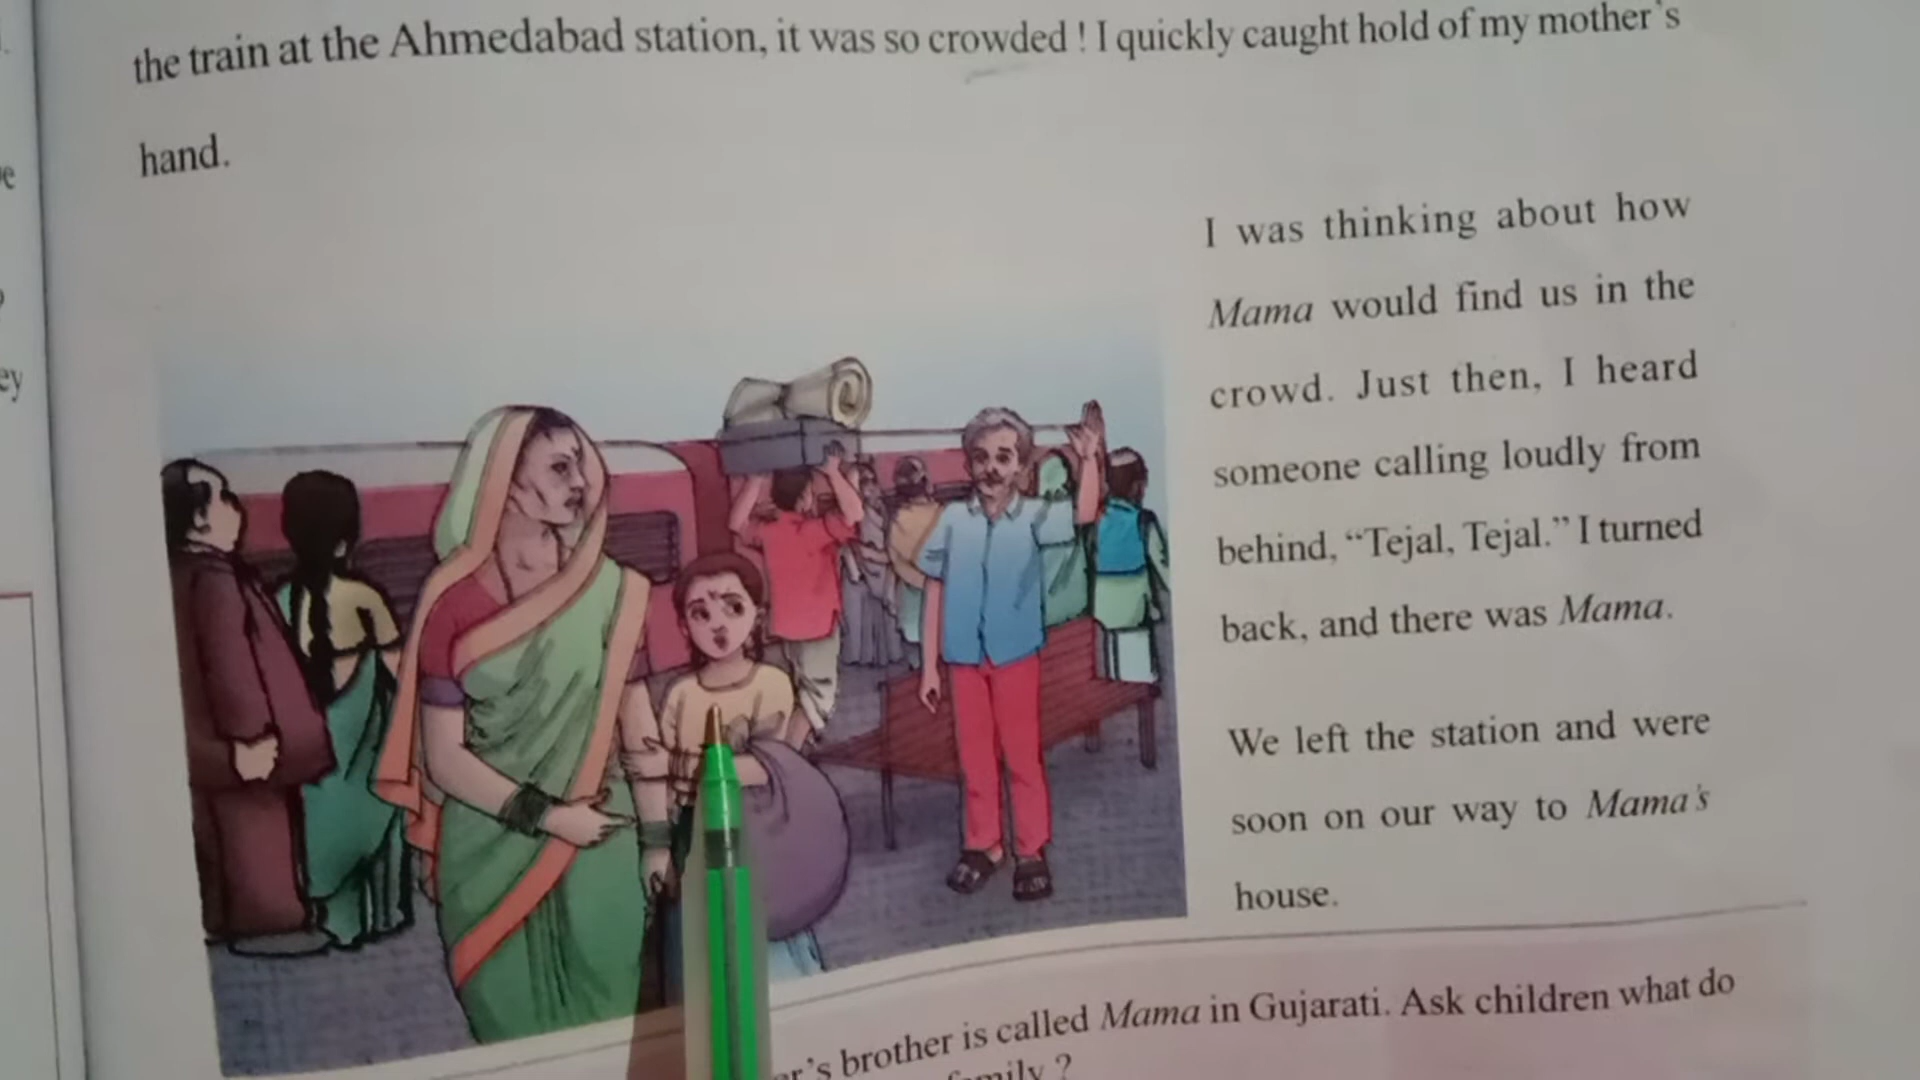 the train at the Ahmedabad station, it was so crowded ! I quickly caught hold of my mother's
hand.
I was thinking about how
Mama would find us in the
crowd. Just then, I heard
someone calling loudly from
behind, “Tejal, Tejal.” I turned
back, and there was Mama.
We left the station and were
soon on our way to Mama's
house.
brother is called Mama in Gujarati. Ask children what do
?